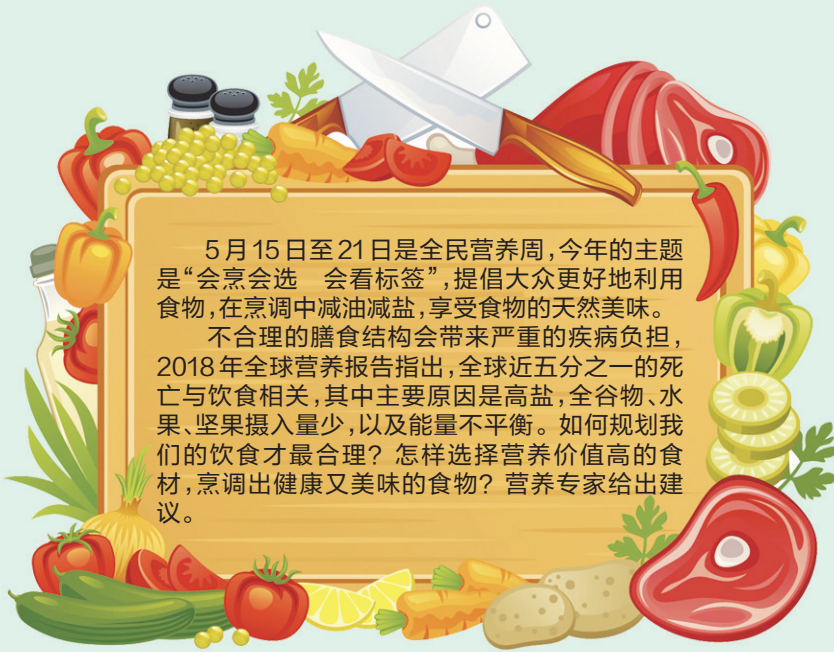 5月15日至21日是全民营养周，今年的主题
是“会烹会选　会看标签”，提倡大众更好地利用
食物，在烹调中减油减盐，享受食物的天然美味。
不合理的膳食结构会带来严重的疾病负担，
2018年全球营养报告指出，全球近五分之一的死
亡与饮食相关，其中主要原因是高盐，全谷物、水
果、坚果摄入量少，以及能量不平衡。如何规划我
们的饮食才最合理？怎样选择营养价值高的食
材，烹调出健康又美味的食物？营养专家给出建
议。